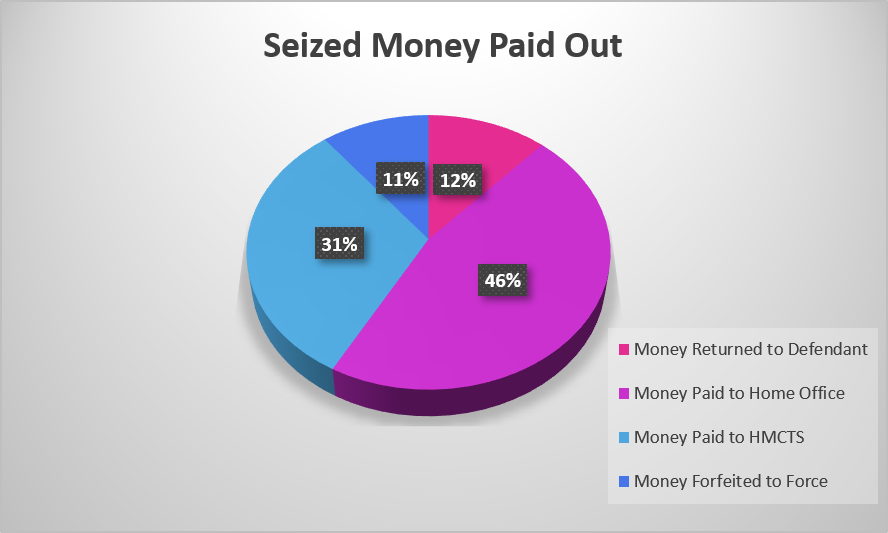 Seized Money Paid Out
11%
12%
31%
46%
Money Returned to Defendant
Money Paid to Home Office
Money Paid to HMCTS
Money Forfeited to Force